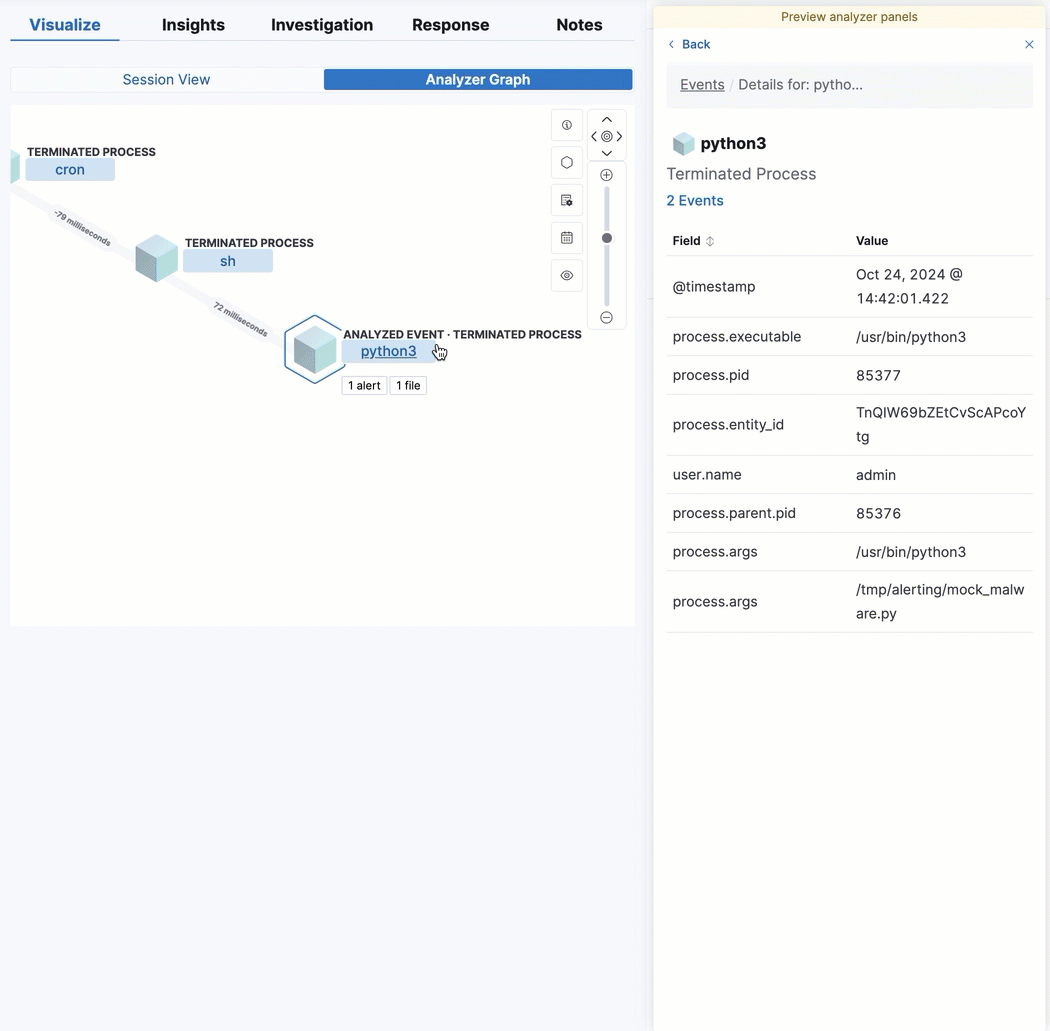 Visualize
Insights
Investigation
Response
Notes
Session View
Analyzer Graph
TERMINATED PROCESS
cron
-79 milliseconds
TERMINATED PROCESS
sh
72 milliseconds
ANALYZED EVENT · TERMINATED PROCESS
python3
1 alert
1 file
Preview analyzer panels
Back
Events / Details for: pytho...
python3
Terminated Process
2 Events
Field
Value
@timestamp
Oct 24, 2024 @
14:42:01.422
process.executable
/usr/bin/python3
process.pid
85377
process.entity_id
TnQIW69bZEtCvScAPcoY
tg
user.name
admin
process.parent.pid
85376
process.args
/usr/bin/python3
process.args
/tmp/alerting/mock_malw
are.py